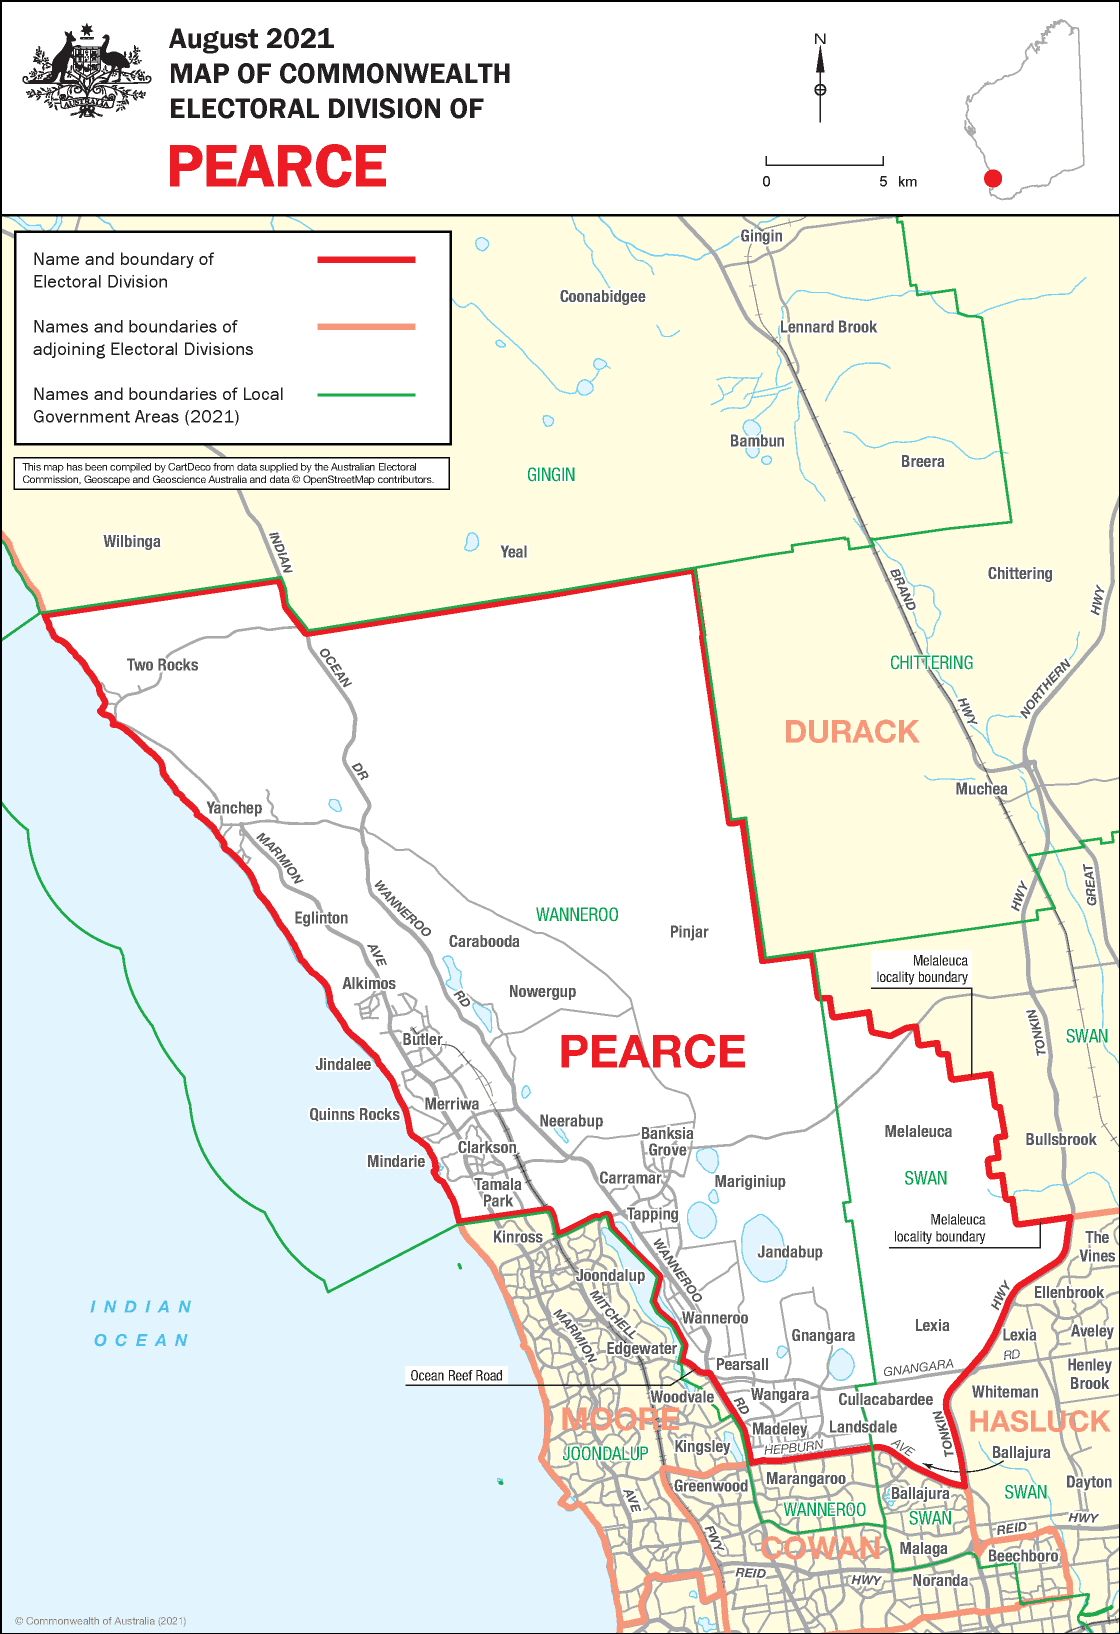 August 2021
MAP OF COMMONWEALTH
ELECTORAL DIVISION OF
PEARCE
AUSTRALIA
N
0 5 km
Name and boundary of
Electoral Division
Names and boundaries of
adjoining Electoral Divisions
Names and boundaries of Local
Government Areas (2021)
This map has been compiled by CartDeco from data supplied by the Australian Electoral
Commission, Geoscape and Geoscience Australia and data © OpenStreetMap contributors.
Gingin
Coonabidgee
Lennard Brook
Bambun
Breera
GINGIN
Wilbinga
INDIAN
Yeal
Chittering
BRAND
HWY
CHITTERING
Two Rocks
OCEAN
NORTHERN
HWY
DURACK
DR
Muchea
Yanchep
MARMION
GREAT
HWY
WANNEROO
Eglinton
WANNEROO
Pinjar
AVE
Carabooda
Melaleuca
locality boundary
Alkimos
Nowergup
RD
TONKIN
SWAN
Butler
PEARCE
Jindalee
Merriwa
Quinns Rocks
Neerabup
Banksia
Grove
Melaleuca
Bullsbrook
Clarkson
Mindarie
Carramar
Mariginiup
SWAN
Tamala
Park
Tapping
Melaleuca
locality boundary
Kinross
WANNEROO
Jandabup
The
Vines
Joondalup
HWY
Ellenbrook
INDIAN
OCEAN
MITCHELL
MARMION
Wanneroo
Gnangara
Lexia
Lexia
Aveley
Edgewater
RD
Pearsall
GNANGARA
Henley
Brook
Ocean Reef Road
Woodvale
RD
Wangara
Cullacabardee
Whiteman
MOORE
Madeley
Landsdale
TONKIN
HASLUCK
JOONDALUP
Kingsley
HEPBURN
AVE
Ballajura
Greenwood
Marangaroo
Ballajura
SWAN
Dayton
AVE
WANNEROO
SWAN
HWY
FWY
REID
COWAN
Malaga
Beechboro
REID
HWY
Noranda
© Commonwealth of Australia (2021)